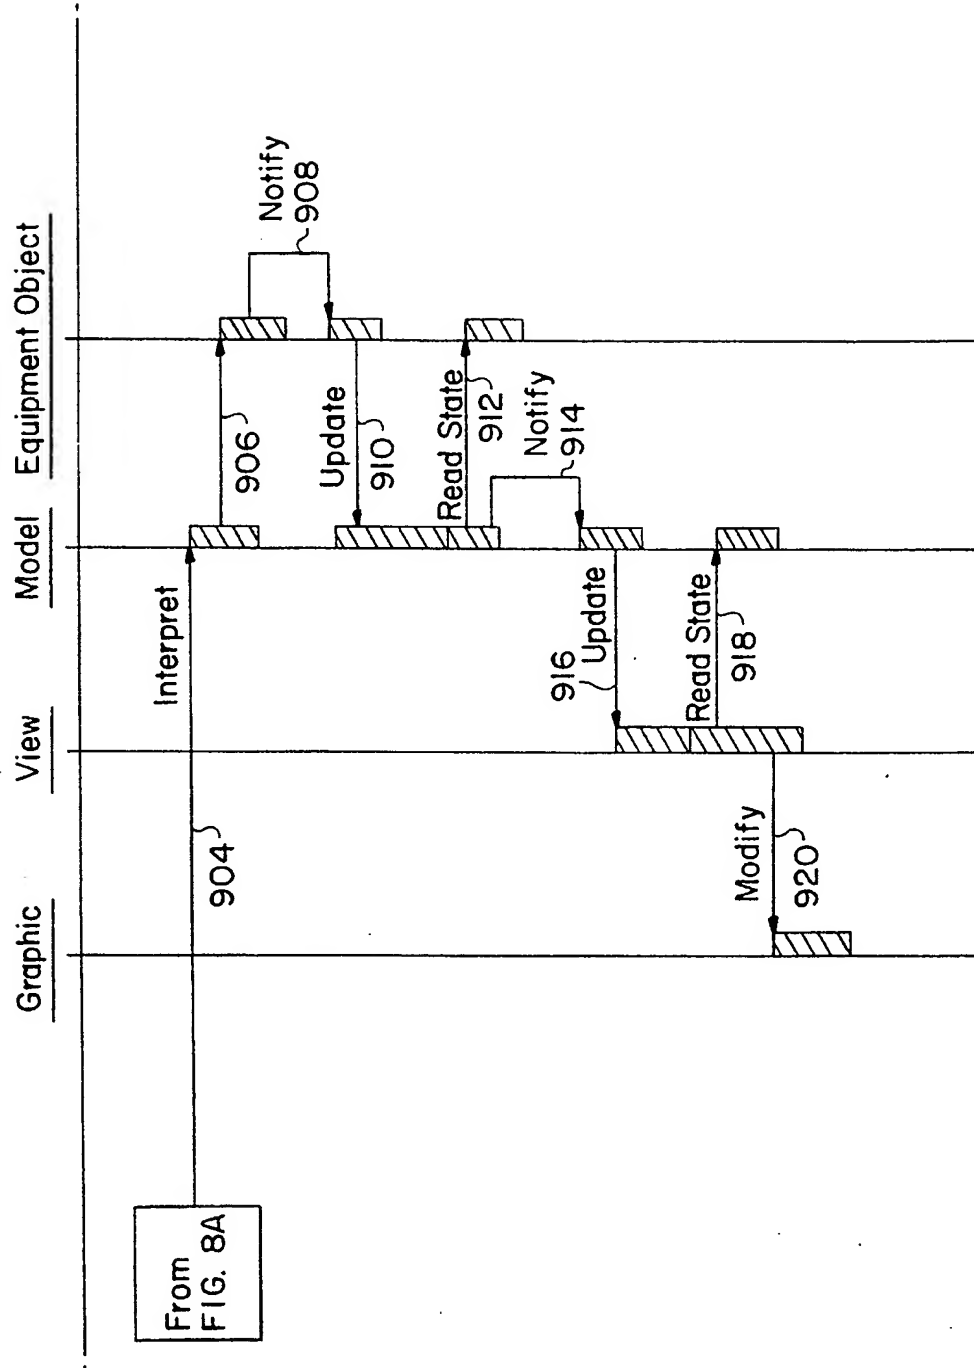 Graphic
View
Model
Equipment Object
From
FIG. 8A
904
Interpret
906
Notify
908
Update
910
Read State
912
Notify
914
916
Update
Read State
918
Modify
920